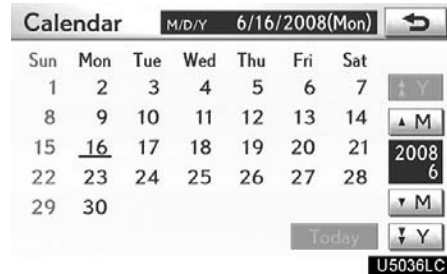 Calendar M/D/Y 6/16/2008(Mon)
Sun Mon Tue Wed Thu Fri Sat
1 2 3 4 5 6 7 Y
8 9 10 11 12 13 14 M
15 16 17 18 19 20 21 2008
22 23 24 25 26 27 28 6
29 30 M
Today Y
U5036LC